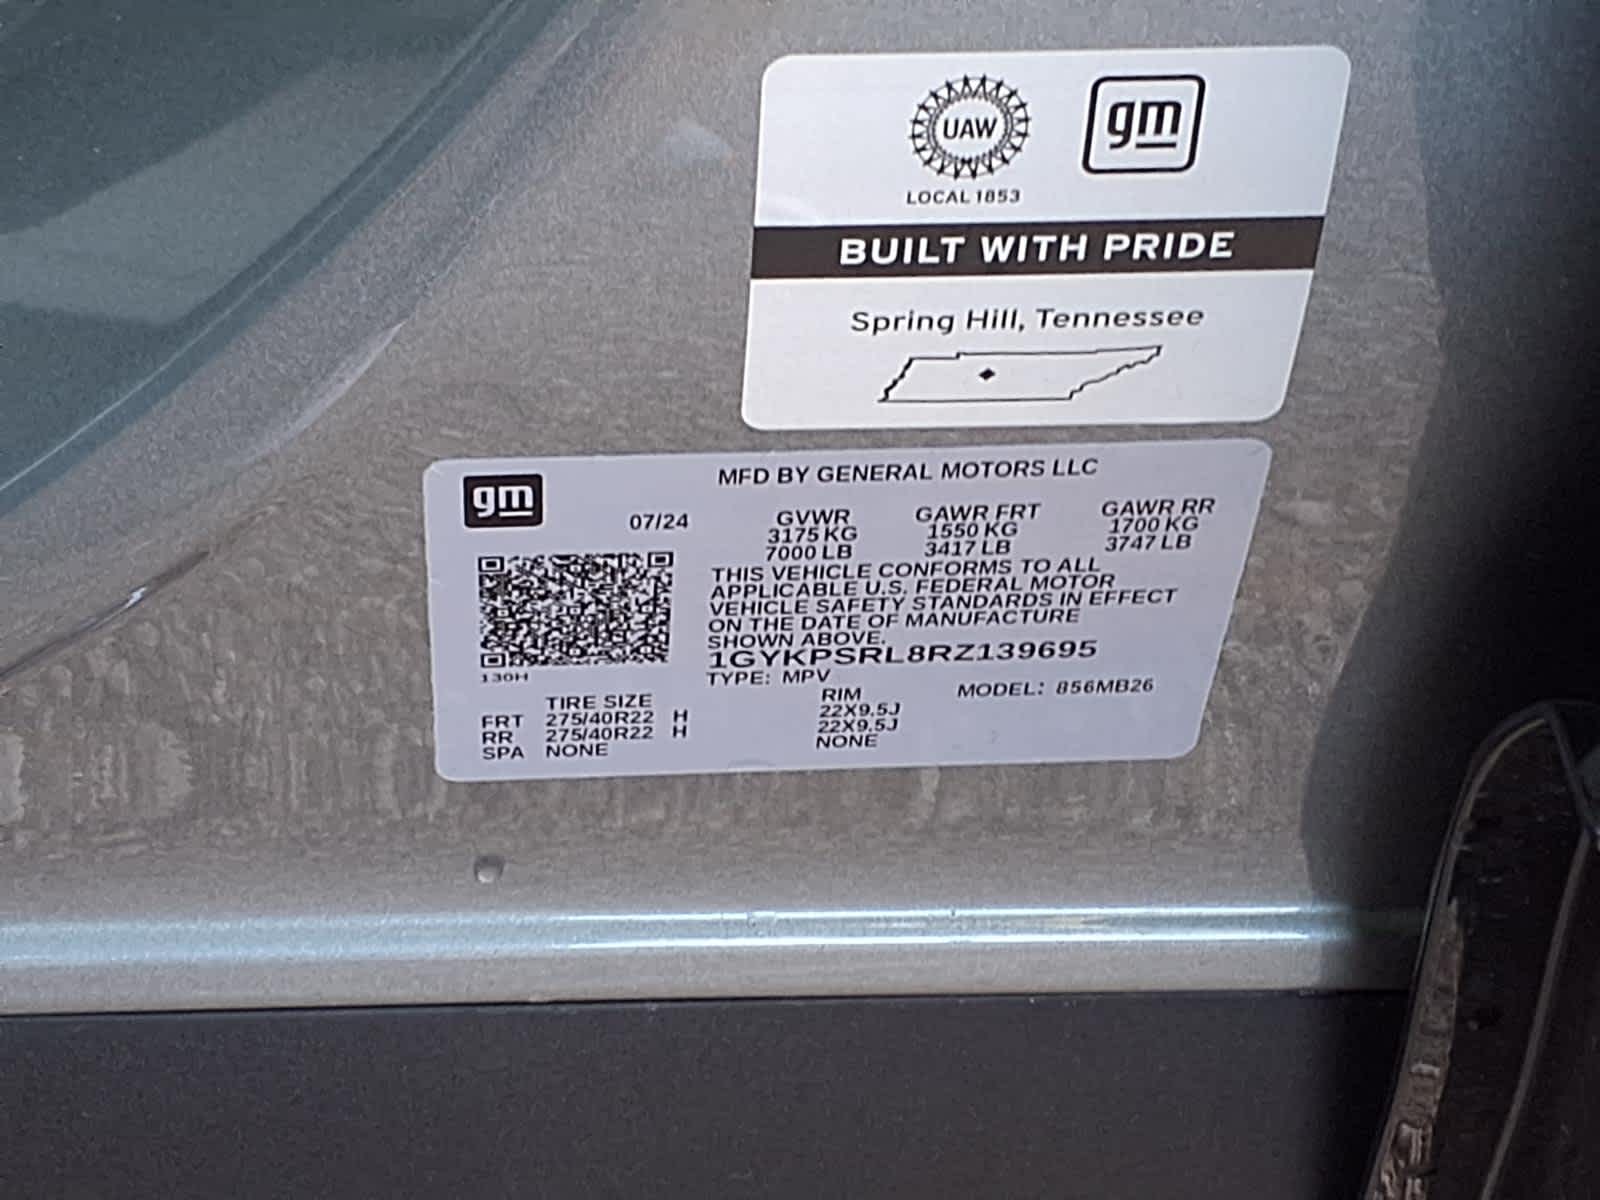 UAW
gm
LOCAL 1853
BUILT WITH PRIDE
Spring Hill, Tennessee
gm
MFD BY GENERAL MOTORS LLC
07/24
GVWR GAWR FRT GAWR RR
3175 KG 1550 KG 1700 KG
7000 LB 3417 LB 3747 LB
THIS VEHICLE CONFORMS TO ALL
APPLICABLE U.S. FEDERAL MOTOR
VEHICLE SAFETY STANDARDS IN EFFECT
ON THE DATE OF MANUFACTURE
SHOWN ABOVE.
1GYKPSRL8RZ139695
130H
TYPE: MPV
MODEL: 856MB26
TIRE SIZE RIM
FRT 275/40R22 H 22X9.5J
RR 275/40R22 H 22X9.5J
SPA NONE NONE